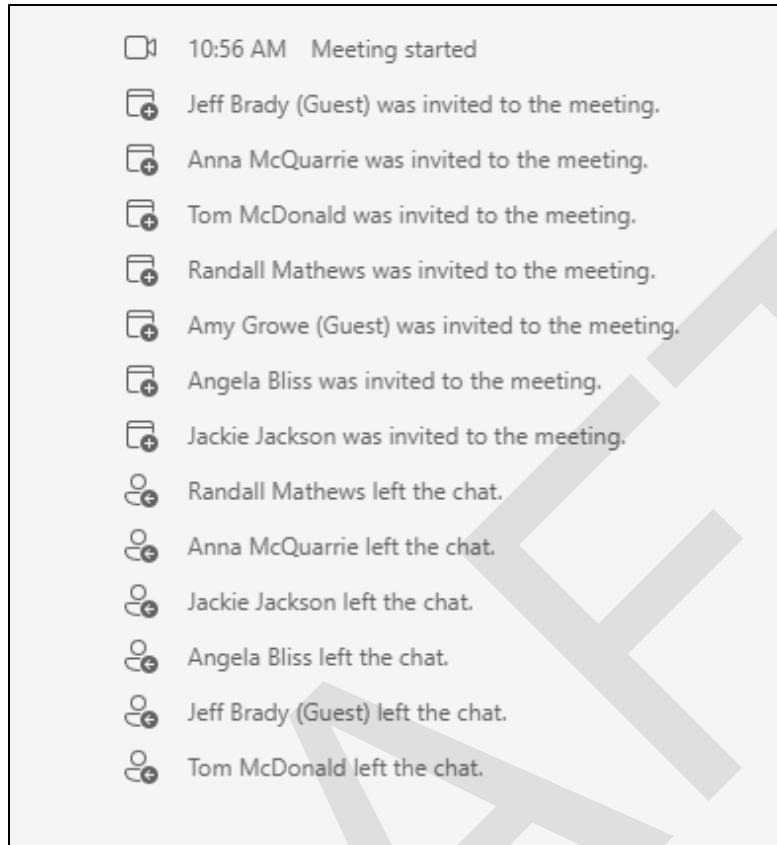 10:56 AM Meeting started
Jeff Brady (Guest) was invited to the meeting.
Anna McQuarrie was invited to the meeting.
Tom McDonald was invited to the meeting.
Randall Mathews was invited to the meeting.
Amy Growe (Guest) was invited to the meeting.
Angela Bliss was invited to the meeting.
Jackie Jackson was invited to the meeting.
Randall Mathews left the chat.
Anna McQuarrie left the chat.
Jackie Jackson left the chat.
Angela Bliss left the chat.
Jeff Brady (Guest) left the chat.
Tom McDonald left the chat.